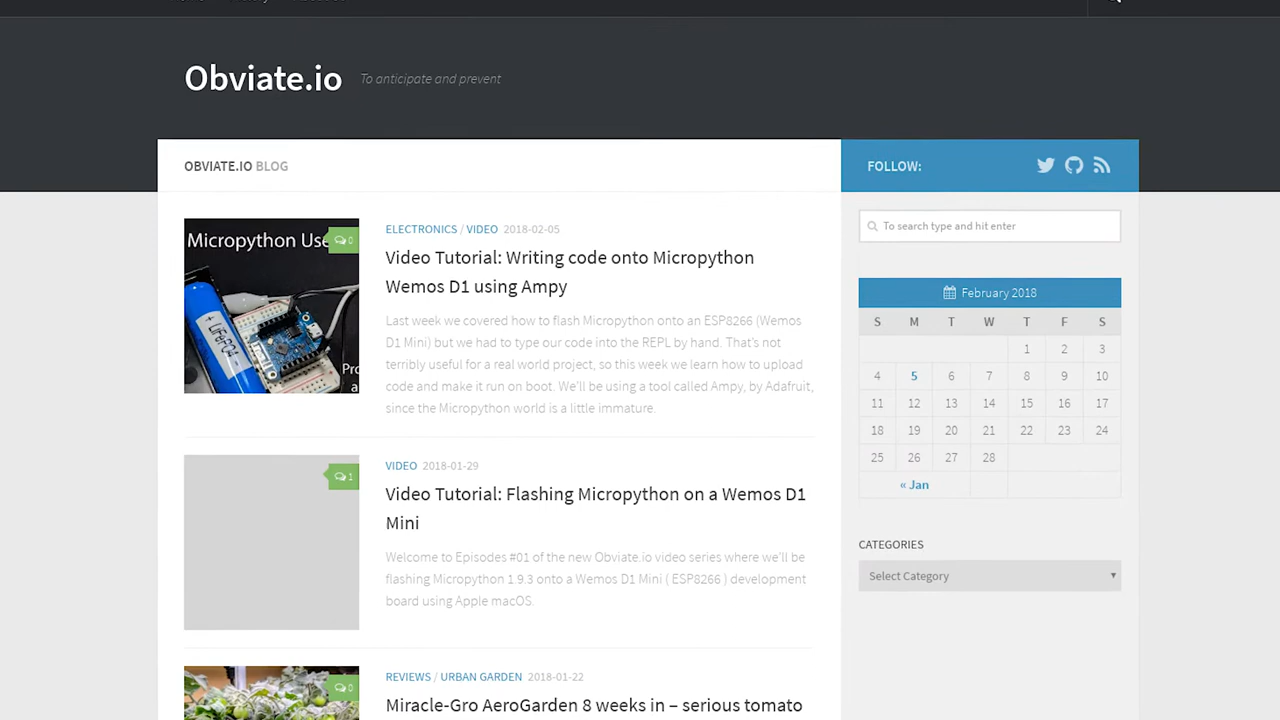 Obviate.io To anticipate and prevent
OBVIATE.IO BLOG
FOLLOW:
Micropython Use
0
LiFePO4
Pro
a
ELECTRONICS / VIDEO 2018-02-05
Video Tutorial: Writing code onto Micropython
Wemos D1 using Ampy
Last week we covered how to flash Micropython onto an ESP8266 (Wemos
D1 Mini) but we had to type our code into the REPL by hand. That's not
terribly useful for a real world project, so this week we learn how to upload
code and make it run on boot. We'll be using a tool called Ampy, by Adafruit,
since the Micropython world is a little immature.
1
VIDEO 2018-01-29
Video Tutorial: Flashing Micropython on a Wemos D1
Mini
Welcome to Episodes #01 of the new Obviate.io video series where we'll be
flashing Micropython 1.9.3 onto a Wemos D1 Mini ( ESP8266 ) development
board using Apple macOS.
0
REVIEWS / URBAN GARDEN 2018-01-22
Miracle-Gro AeroGarden 8 weeks in – serious tomato
To search type and hit enter
February 2018
S M T W T F S
1 2 3
4 5 6 7 8 9 10
11 12 13 14 15 16 17
18 19 20 21 22 23 24
25 26 27 28
« Jan
CATEGORIES
Select Category